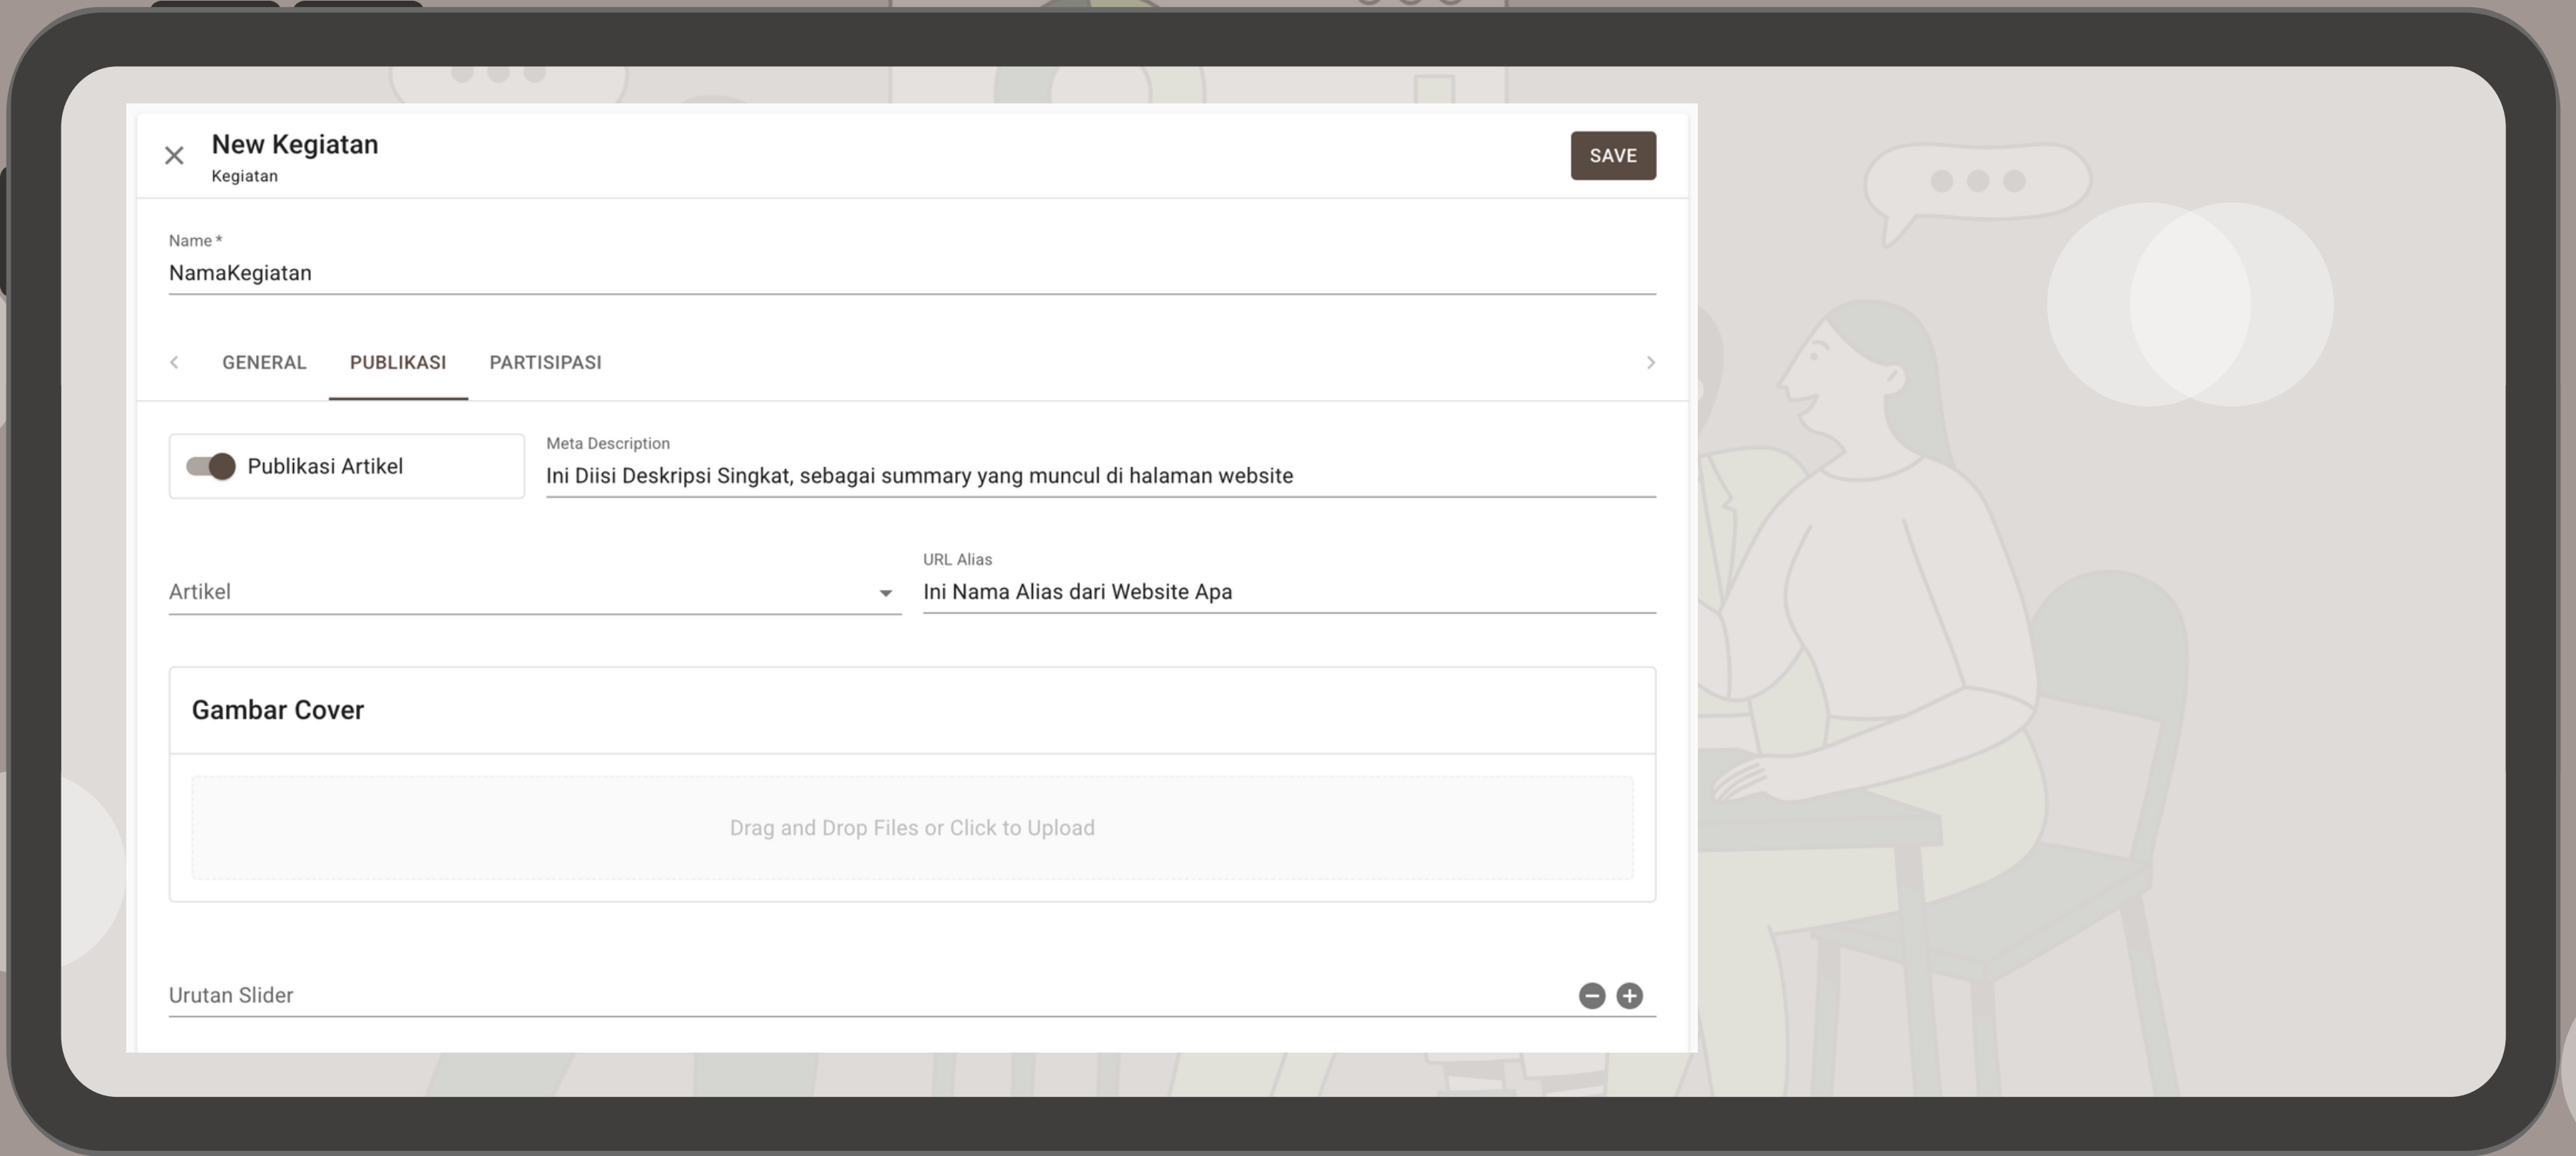 New Kegiatan
Kegiatan
SAVE
Name *
NamaKegiatan
GENERAL
PUBLIKASI
PARTISIPASI
Publikasi Artikel
Meta Description
Ini Diisi Deskripsi Singkat, sebagai summary yang muncul di halaman website
Artikel
URL Alias
Ini Nama Alias dari Website Apa
Gambar Cover
Drag and Drop Files or Click to Upload
Urutan Slider